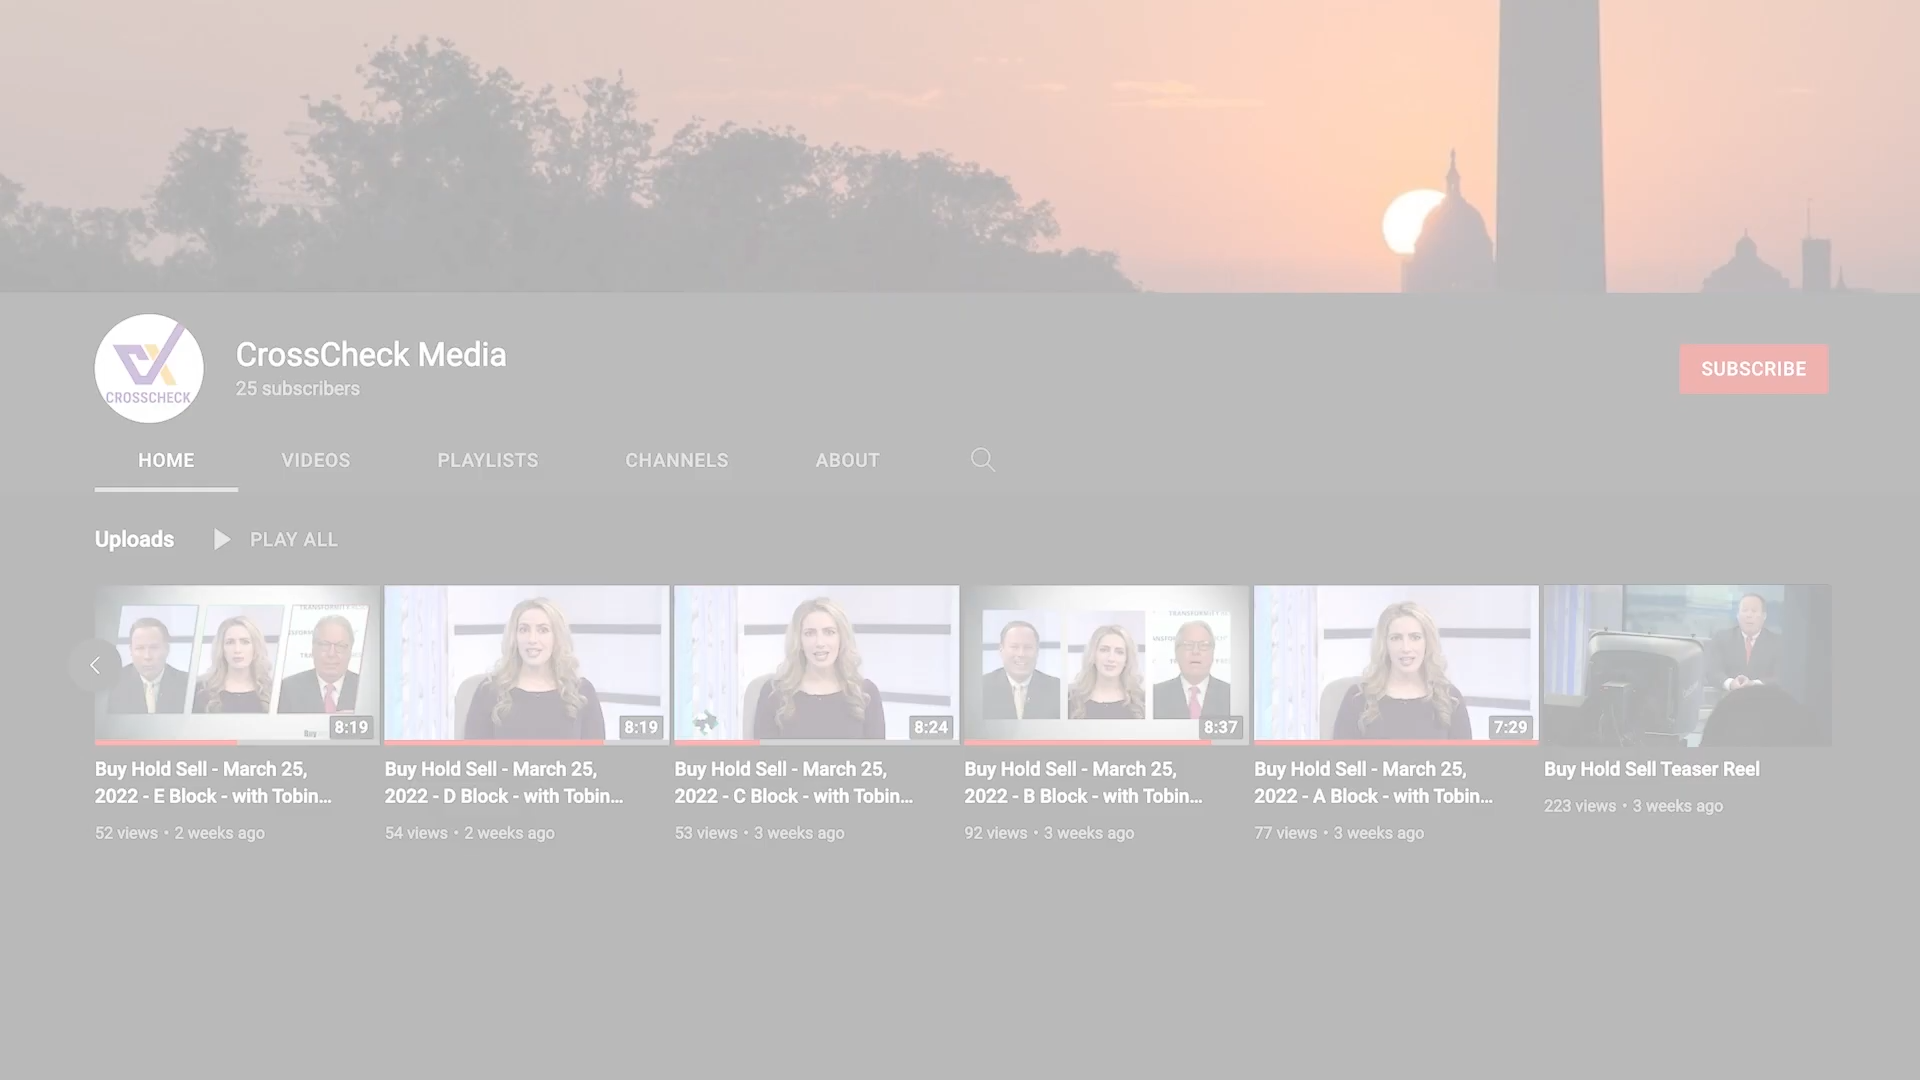 CROSSCHECK
CrossCheck Media
25 subscribers
SUBSCRIBE
HOME
VIDEOS
PLAYLISTS
CHANNELS
ABOUT
Uploads
PLAY ALL
8:19
8:19
8:24
8:37
7:29
Buy Hold Sell - March 25,
2022 - E Block - with Tobin...
52 views • 2 weeks ago
Buy Hold Sell - March 25,
2022 - D Block - with Tobin...
54 views • 2 weeks ago
Buy Hold Sell - March 25,
2022 - C Block - with Tobin...
53 views • 3 weeks ago
Buy Hold Sell - March 25,
2022 - B Block - with Tobin...
92 views • 3 weeks ago
Buy Hold Sell - March 25,
2022 - A Block - with Tobin...
77 views • 3 weeks ago
Buy Hold Sell Teaser Reel
223 views • 3 weeks ago